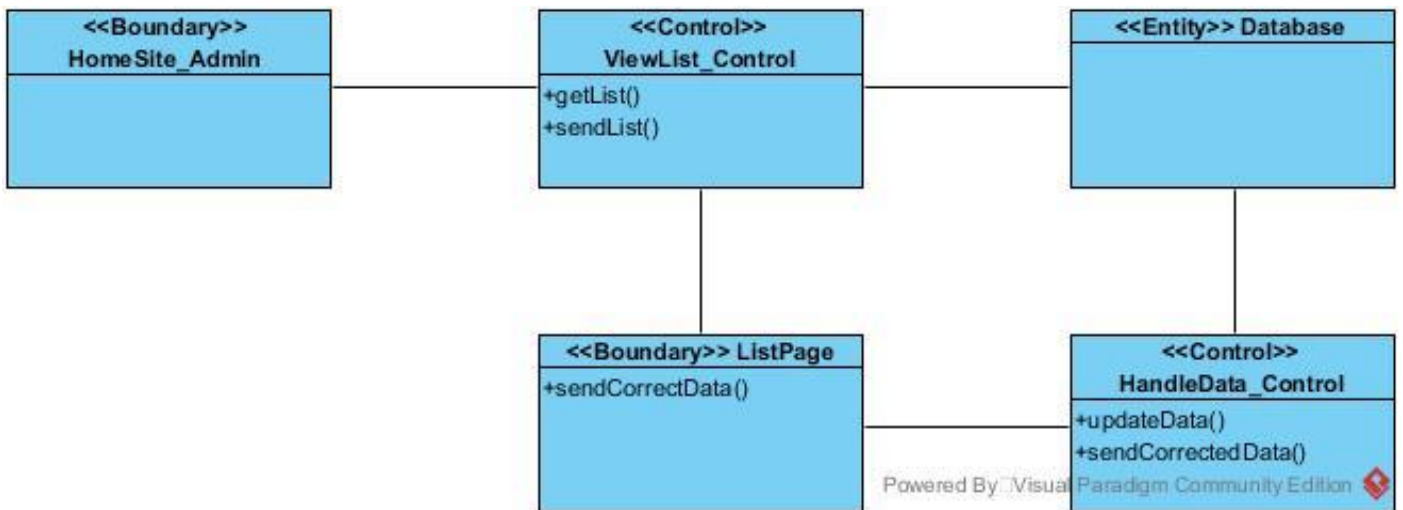 <<Boundary>>
HomeSite_Admin
<<Control>>
ViewList_Control
+getList()
+sendList()
<<Entity>> Database
<<Boundary>> ListPage
+sendCorrectData()
<<Control>>
HandleData_Control
+updateData()
+sendCorrectedData()
Powered By Visual Paradigm Community Edition